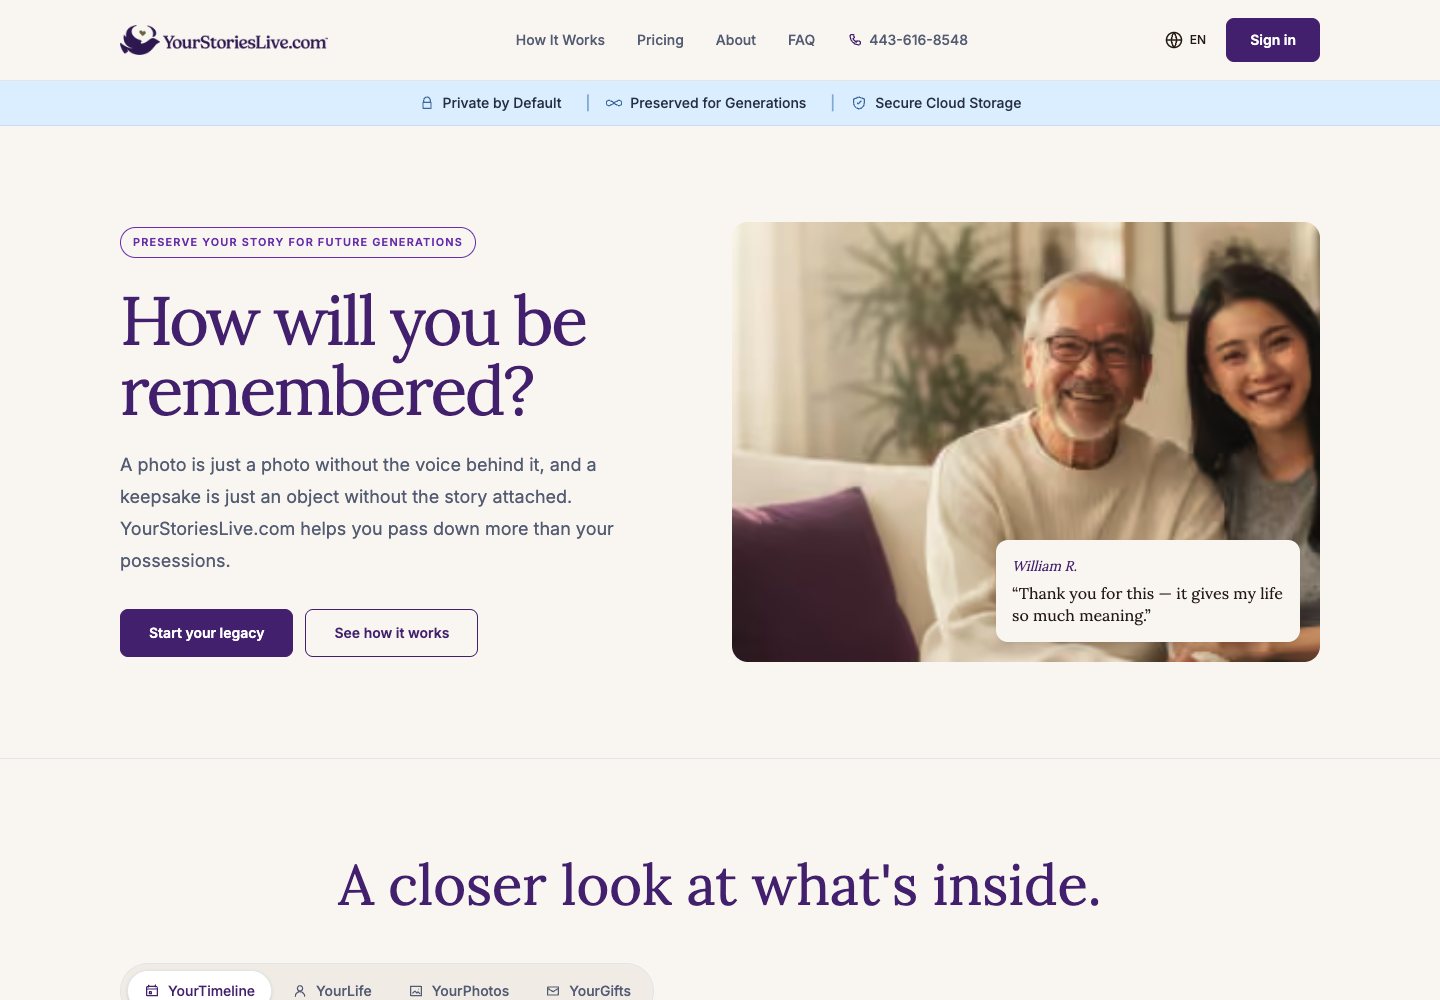 YourStoriesLive.com
How It Works
Pricing
About
FAQ
443-616-8548
EN
Sign in
Private by Default
Preserved for Generations
Secure Cloud Storage
PRESERVE YOUR STORY FOR FUTURE GENERATIONS
How will you be
remembered?
A photo is just a photo without the voice behind it, and a
keepsake is just an object without the story attached.
YourStoriesLive.com helps you pass down more than your
possessions.
Start your legacy
See how it works
William R.
“Thank you for this — it gives my life
so much meaning.”
A closer look at what's inside.
YourTimeline
YourLife
YourPhotos
YourGifts